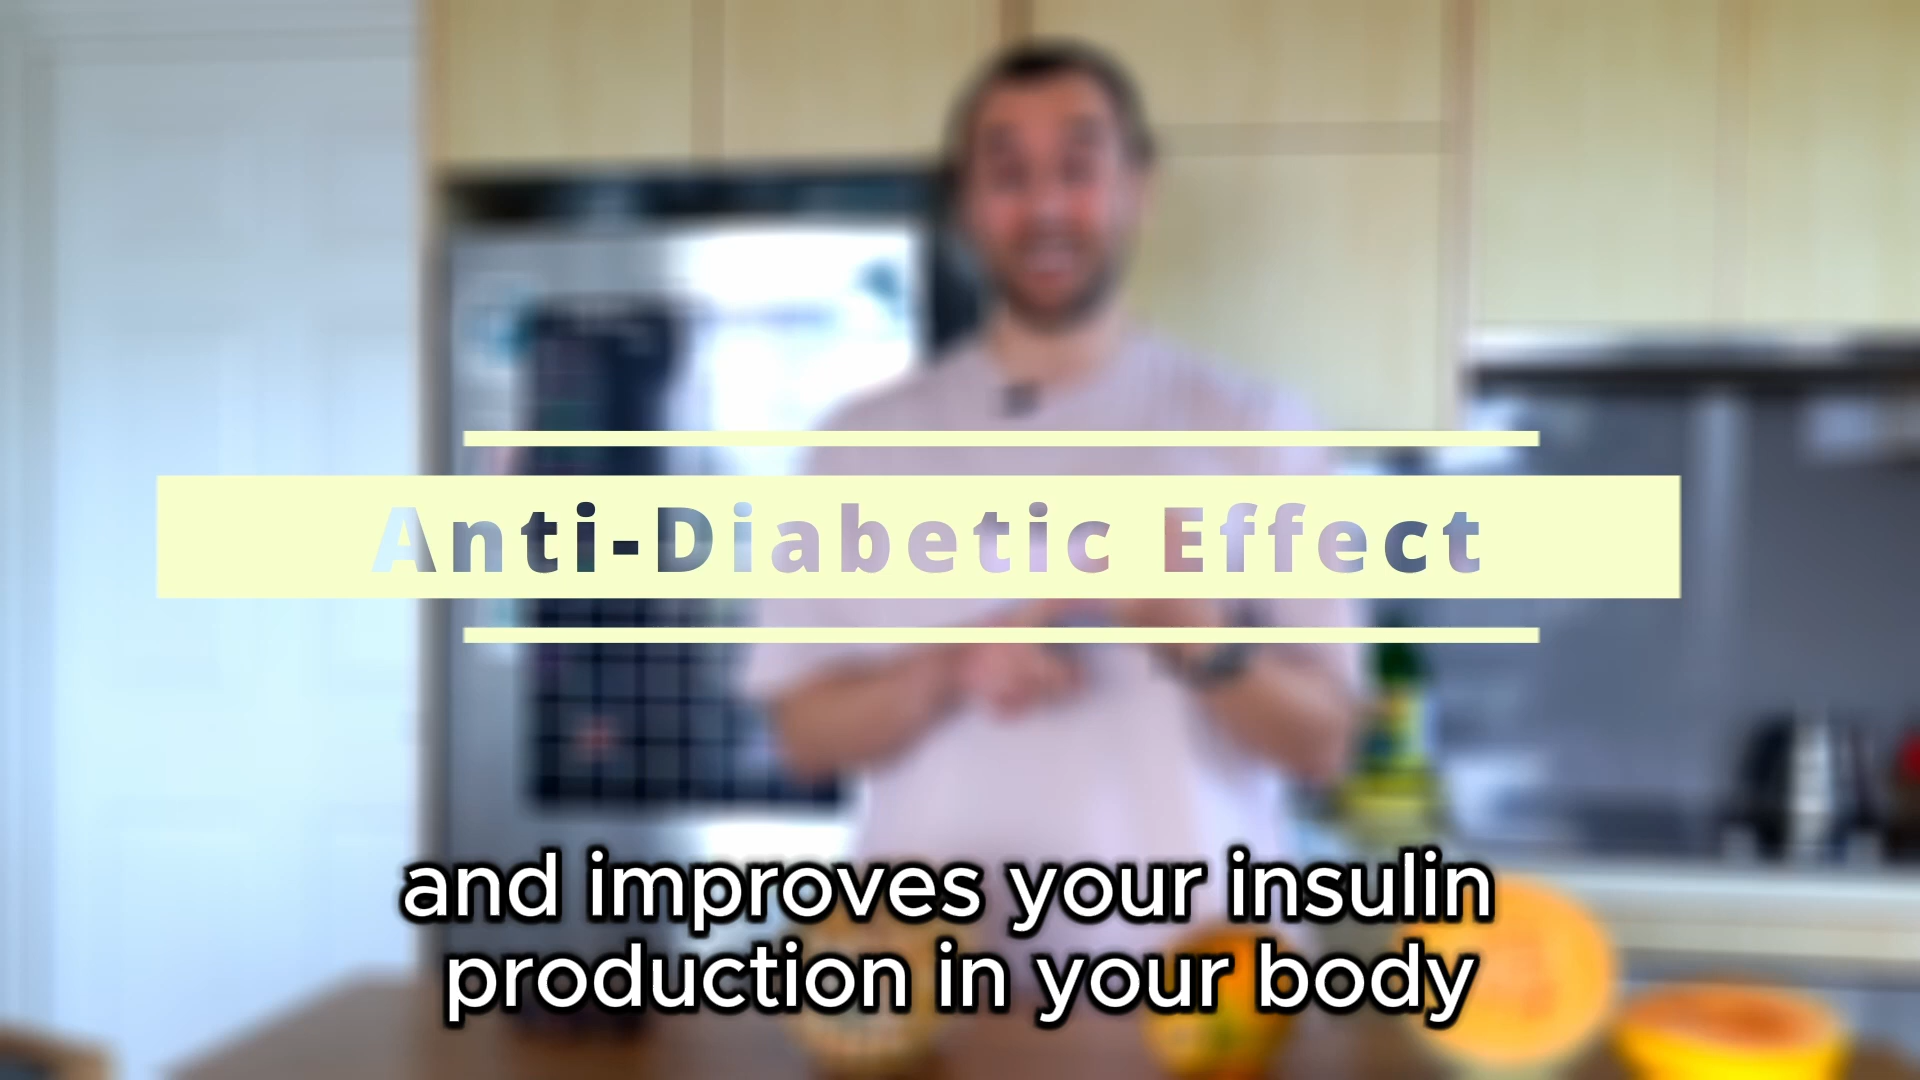 Anti-Diabetic Effect
and improves your insulin
production in your body